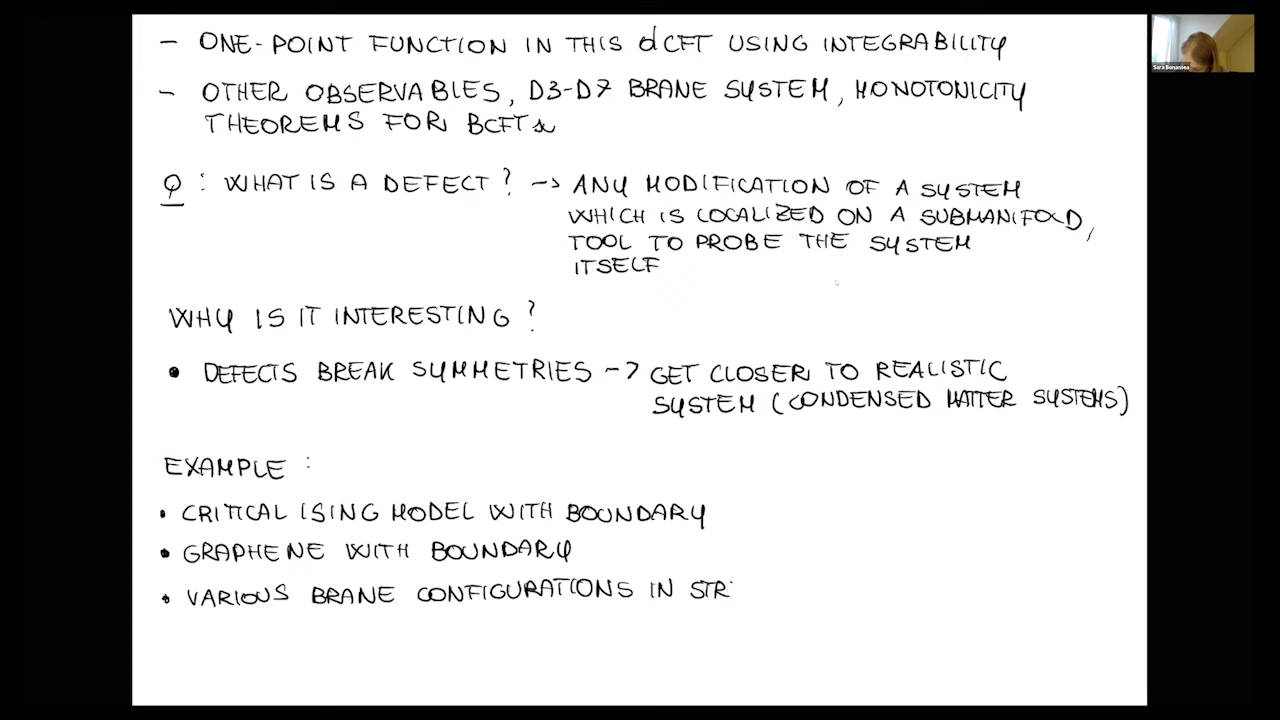 - ONE-POINT FUNCTION IN THIS dCFT USING INTEGRABILITY
- OTHER OBSERVABLES, D3-D7 BRANE SYSTEM, MONOTONICITY
THEOREMS FOR BCFTs
Q : WHAT IS A DEFECT? -> ANY MODIFICATION OF A SYSTEM
WHICH IS LOCALIZED ON A SUBMANIFOLD,
TOOL TO PROBE THE SYSTEM
ITSELF
WHY IS IT INTERESTING?
• DEFECTS BREAK SYMMETRIES -> GET CLOSER TO REALISTIC
SYSTEM (CONDENSED MATTER SYSTEMS)
EXAMPLE :
• CRITICAL ISING MODEL WITH BOUNDARY
• GRAPHENE WITH BOUNDARY
• VARIOUS BRANE CONFIGURATIONS IN STR
Sara Bonansea